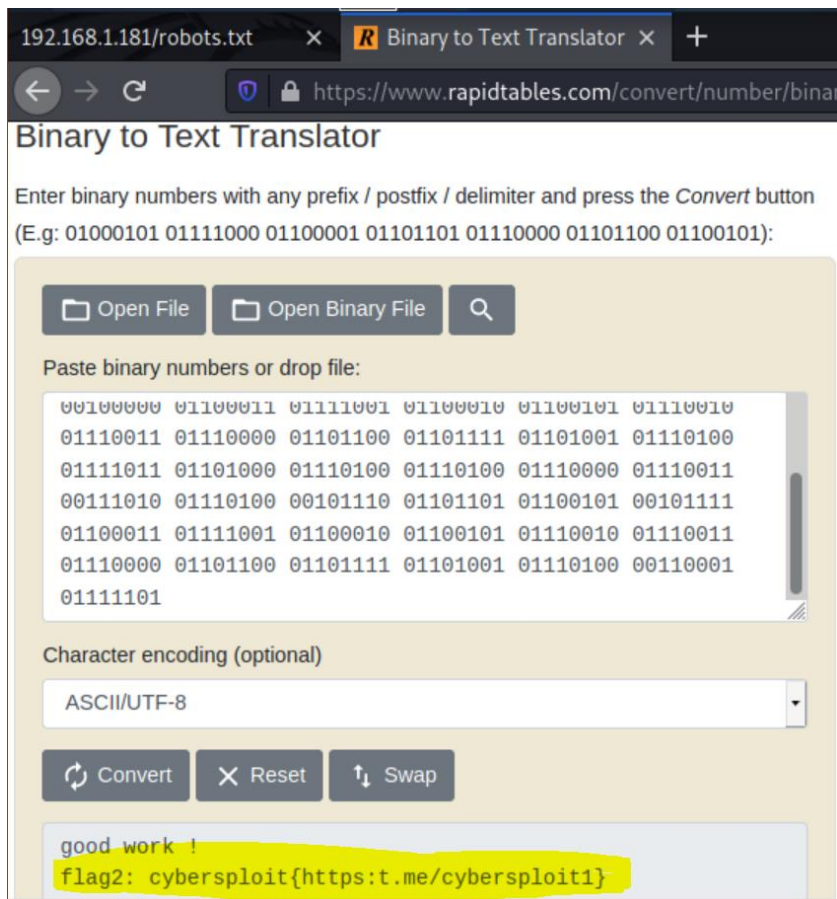 192.168.1.181/robots.txt × R Binary to Text Translator × +
https://www.rapidtables.com/convert/number/binar
Binary to Text Translator
Enter binary numbers with any prefix / postfix / delimiter and press the Convert button
(E.g: 01000101 01111000 01100001 01101101 01110000 01101100 01100101):
Open File Open Binary File
Paste binary numbers or drop file:
00100000 01100011 01111001 01100010 01100101 01110010
01110011 01110000 01101100 01101111 01101001 01110100
01111011 01101000 01110100 01110100 01110000 01110011
00111010 01110100 00101110 01101101 01100101 00101111
01100011 01111001 01100010 01100101 01110010 01110011
01110000 01101100 01101111 01101001 01110100 00110001
01111101
Character encoding (optional)
ASCII/UTF-8
Convert Reset Swap
good work !
flag2: cybersploit{https:t.me/cybersploit1}